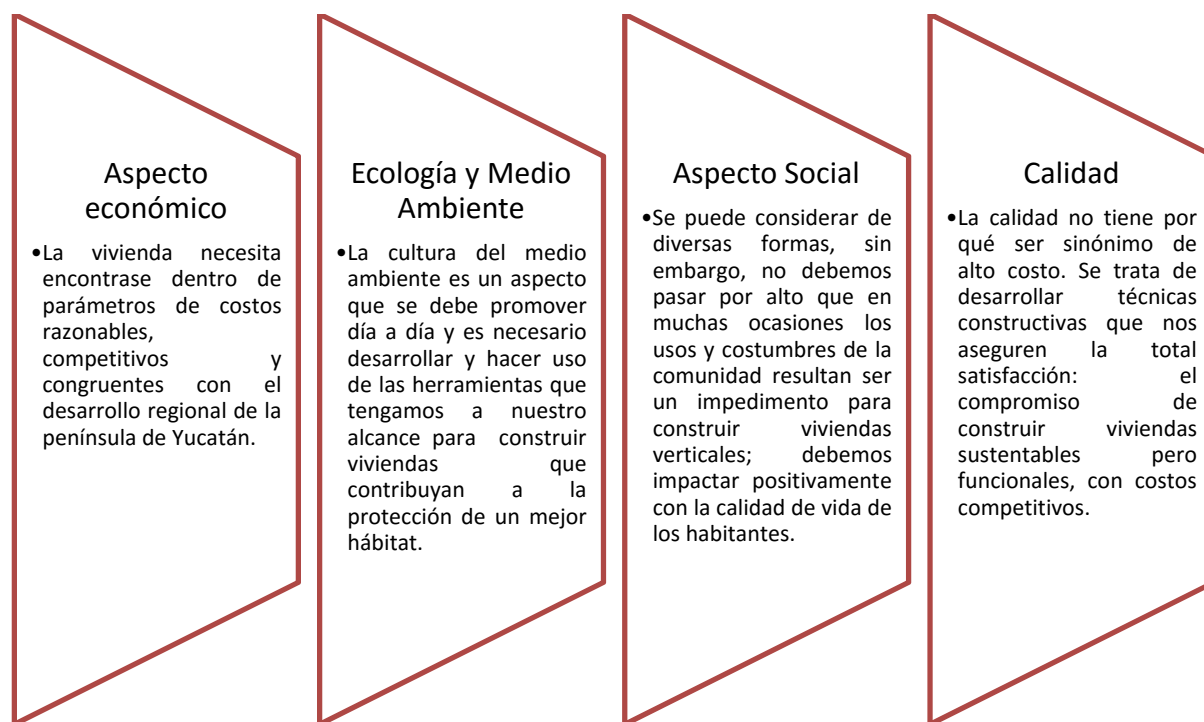 Aspecto
económico
•La vivienda necesita
encontrase dentro de
parámetros de costos
razonables,
competitivos y
congruentes con el
desarrollo regional de la
península de Yucatán.
Ecología y Medio
Ambiente
•La cultura del medio
ambiente es un aspecto
que se debe promover
día a día y es necesario
desarrollar y hacer uso
de las herramientas que
tengamos a nuestro
alcance para construir
viviendas que
contribuyan a la
protección de un mejor
hábitat.
Aspecto Social
•Se puede considerar de
diversas formas, sin
embargo, no debemos
pasar por alto que en
muchas ocasiones los
usos y costumbres de la
comunidad resultan ser
un impedimento para
construir viviendas
verticales; debemos
impactar positivamente
con la calidad de vida de
los habitantes.
Calidad
•La calidad no tiene por
qué ser sinónimo de
alto costo. Se trata de
desarrollar técnicas
constructivas que nos
aseguren la total
satisfacción: el
compromiso de
construir viviendas
sustentables pero
funcionales, con costos
competitivos.